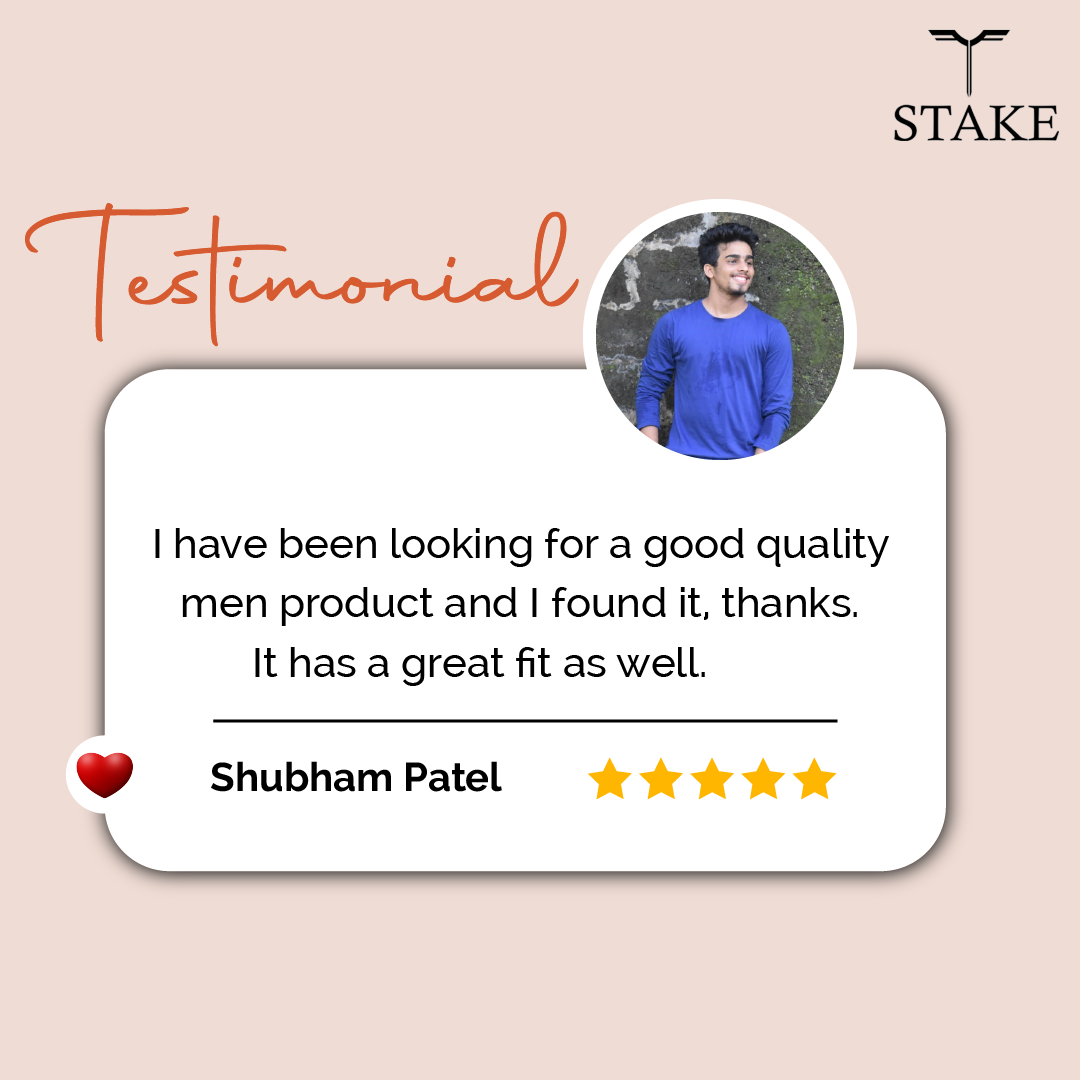 STAKE
Testimonial
I have been looking for a good quality
men product and I found it, thanks.
It has a great fit as well.
Shubham Patel